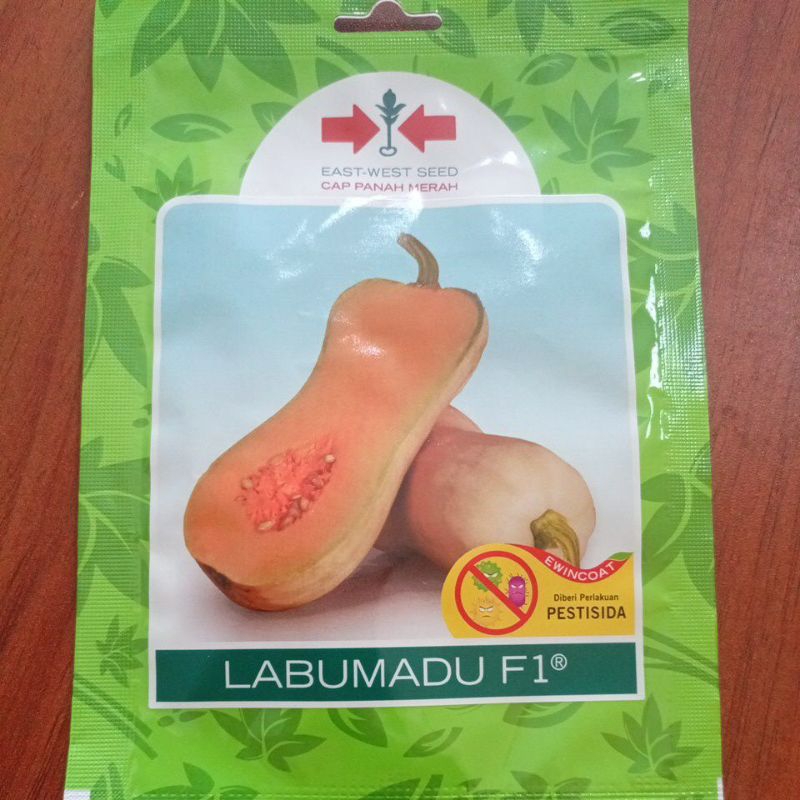 EAST-WEST SEED
CAP PANAH MERAH
EWINCOAT
Diberi Perlakuan
PESTISIDA
LABUMADU F1®